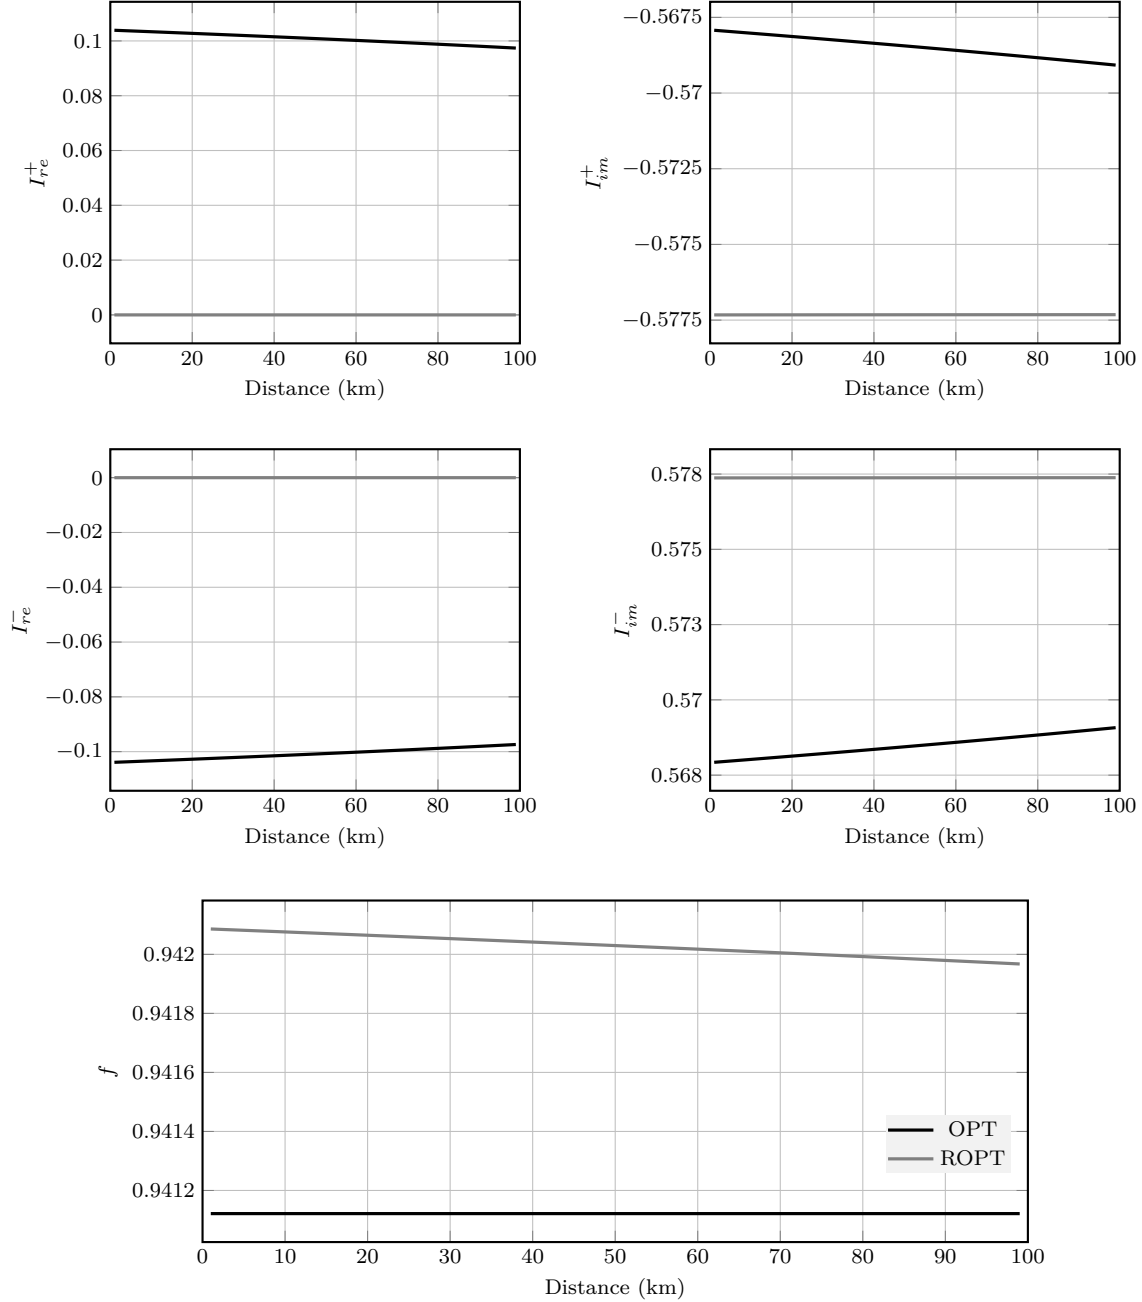 0.1
0.08
0.06
0.04
0.02
0
I_{re}^{+}
0 20 40 60 80 100
Distance (km)
−0.5675
−0.57
−0.5725
−0.575
−0.5775
I_{im}^{+}
0 20 40 60 80 100
Distance (km)
0
−0.02
−0.04
−0.06
−0.08
−0.1
I_{re}^{−}
0 20 40 60 80 100
Distance (km)
0.578
0.575
0.573
0.57
0.568
I_{im}^{−}
0 20 40 60 80 100
Distance (km)
0.942
0.9418
0.9416
0.9414
0.9412
f
OPT
ROPT
0 10 20 30 40 50 60 70 80 90 100
Distance (km)